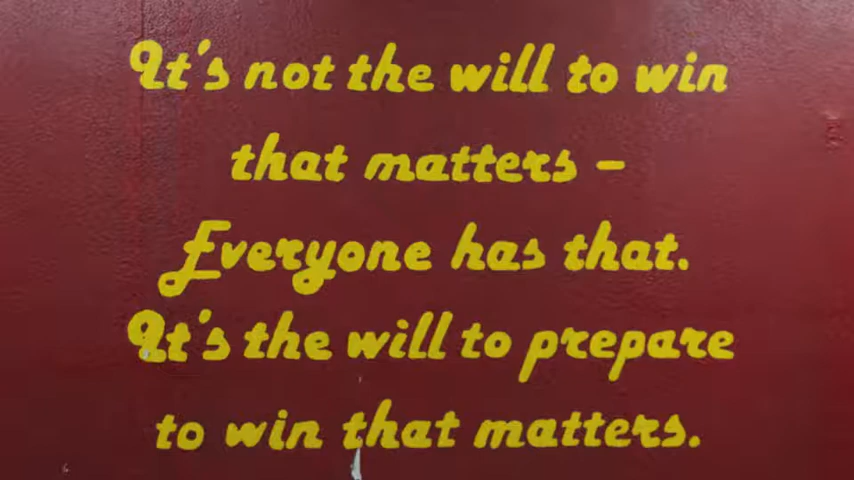 It's not the will to win
that matters –
Everyone has that.
It's the will to prepare
to win that matters.